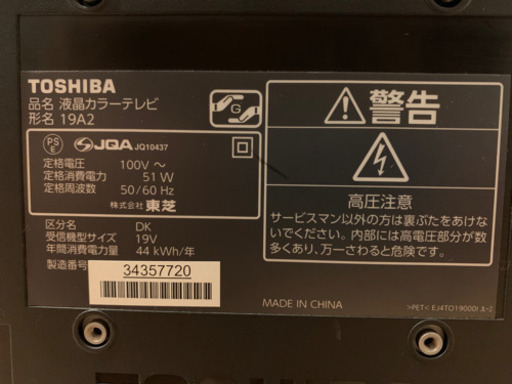 TOSHIBA
品名 液晶カラーテレビ
形名 19A2
G
PS
E
JQA JQ10437
定格電圧 100V ～
定格消費電力 51 W
定格周波数 50/60 Hz
株式会社 東芝
区分名 DK
受信機型サイズ 19V
年間消費電力量 44 kWh/年
製造番号 34357720
警告
高圧注意
サービスマン以外の方は裏ぶたをあけな
いでください。内部には高電圧部分が数
多くあり、万一さわると危険です。
MADE IN CHINA
>PET<